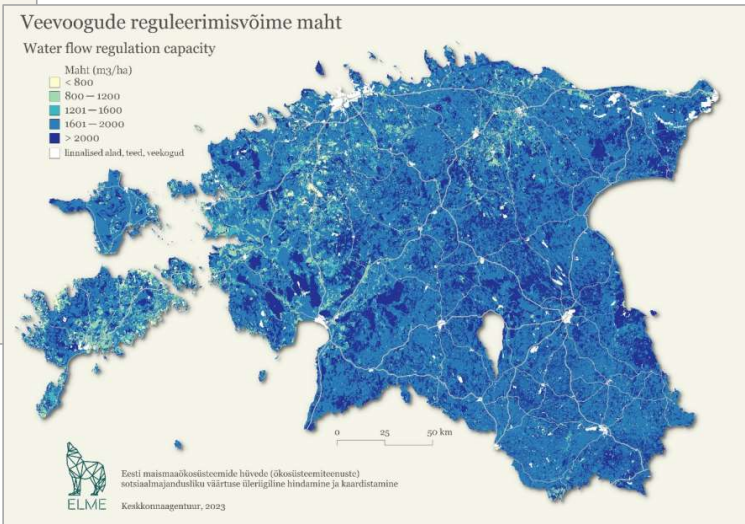 Veevoogude reguleerimisvõime maht
Water flow regulation capacity
Maht (m3/ha)
< 800
800 – 1200
1201 – 1600
1601 – 2000
> 2000
linnalised alad, teed, veekogud
0 25 50 km
ELME
Eesti maismaaökosüsteemide hüvede (ökosüsteemiteenuste)
sotsiaalmajandusliku väärtuse üleriigiline hindamine ja kaardistamine
Keskkonnaagentuur, 2023